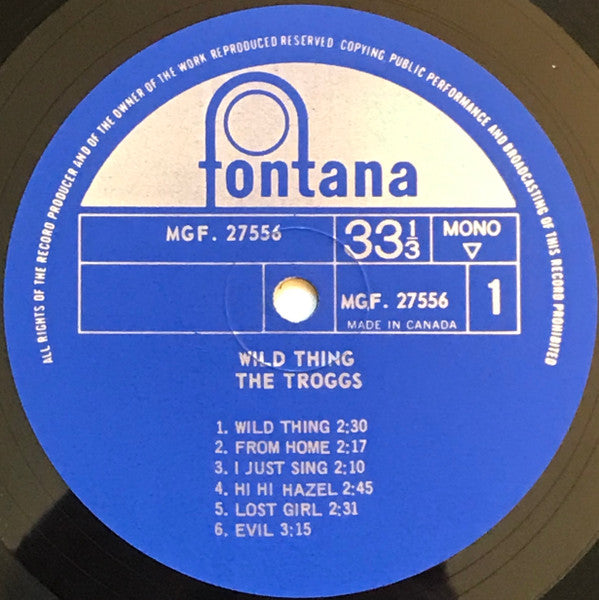 ALL RIGHTS OF THE RECORD PRODUCER AND OF THE OWNER OF THE WORK REPRODUCED RESERVED COPYING, PUBLIC PERFORMANCE AND BROADCASTING OF THIS RECORD PROHIBITED
fontana
MGF. 27556
33 1/3
MONO
MGF. 27556
MADE IN CANADA
1
WILD THING
THE TROGGS
1. WILD THING 2:30
2. FROM HOME 2:17
3. I JUST SING 2:10
4. HI HI HAZEL 2:45
5. LOST GIRL 2:31
6. EVIL 3:15